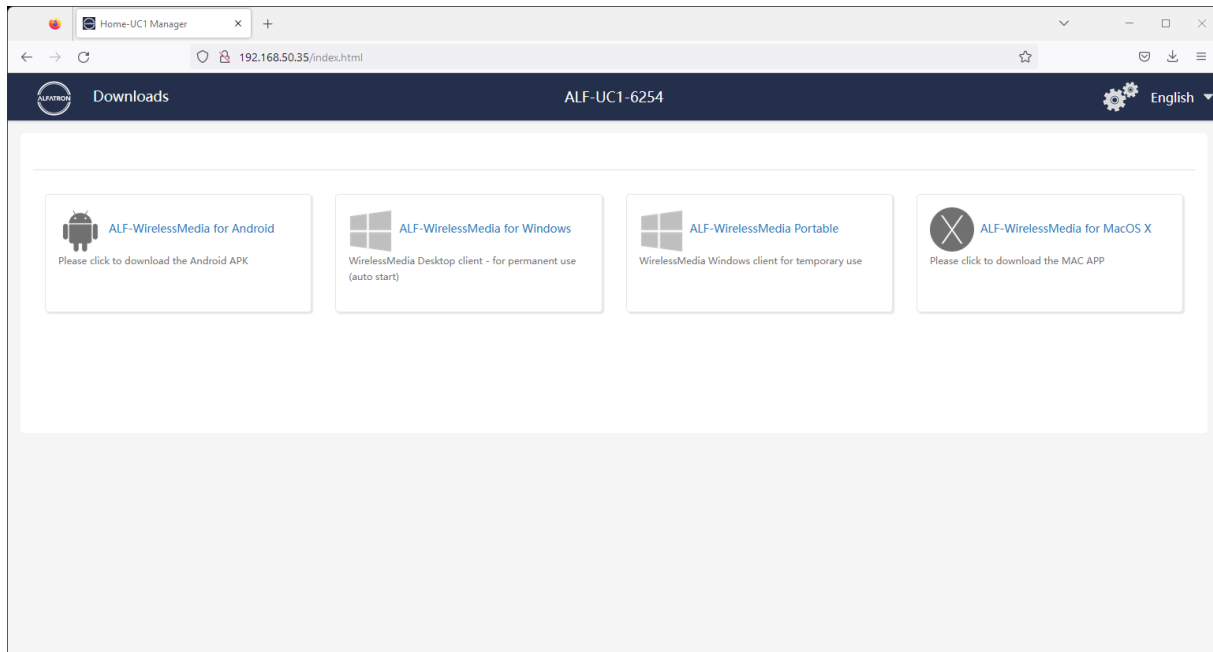 Home-UC1 Manager
192.168.50.35/index.html
ALFATRON
Downloads
ALF-UC1-6254
English
ALF-WirelessMedia for Android
Please click to download the Android APK
ALF-WirelessMedia for Windows
WirelessMedia Desktop client - for permanent use
(auto start)
ALF-WirelessMedia Portable
WirelessMedia Windows client for temporary use
ALF-WirelessMedia for MacOS X
Please click to download the MAC APP